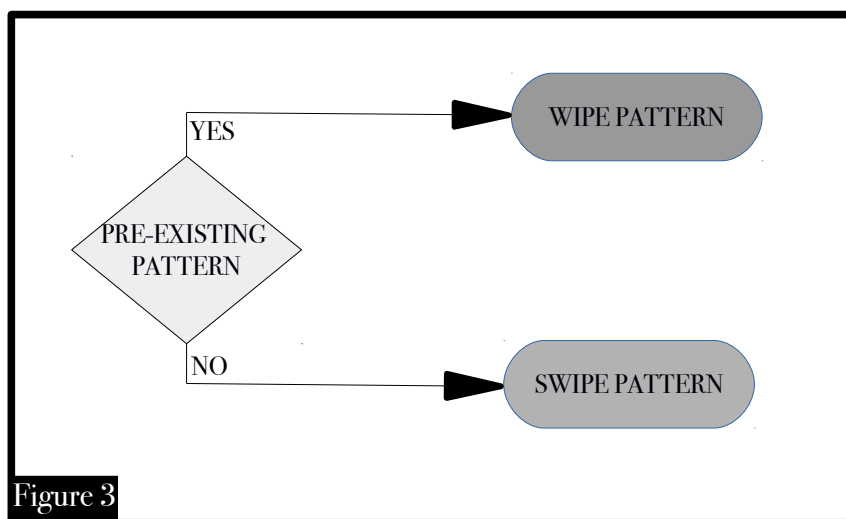 YES
WIPE PATTERN
PRE-EXISTING
PATTERN
NO
SWIPE PATTERN
Figure 3